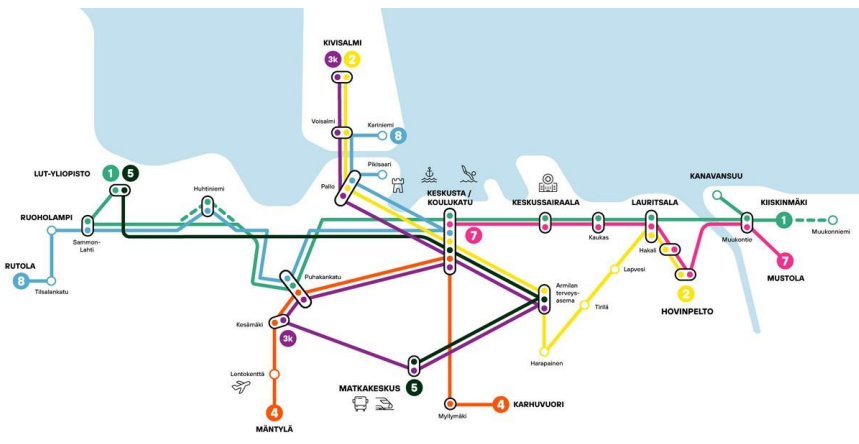 KIVISALMI
3k 2
Voisalmi
Kariniemi
8
Pikisaari
Pallo
LUT-YLIOPISTO
1 5
Huhtiniemi
RUOHOLAMPI
Sammon-
Lahti
RUTOLA
8
Tilsalankatu
KESKUSTA /
KOULUKATU
7
KESKUSSAIRAALA
Kaukas
LAURITSALA
Hakali
KANAVANSUU
KIISKINMÄKI
1
Muukonniemi
Muukontie
7
MUSTOLA
2
HOVINPELTO
Lapvesi
Tirilä
Armilan
terveys-
asema
Harapainen
Puhakankatu
Kesämäki
3k
Lentokenttä
4
MÄNTYLÄ
MATKAKESKUS
5
Myllymäki
4
KARHUVUORI